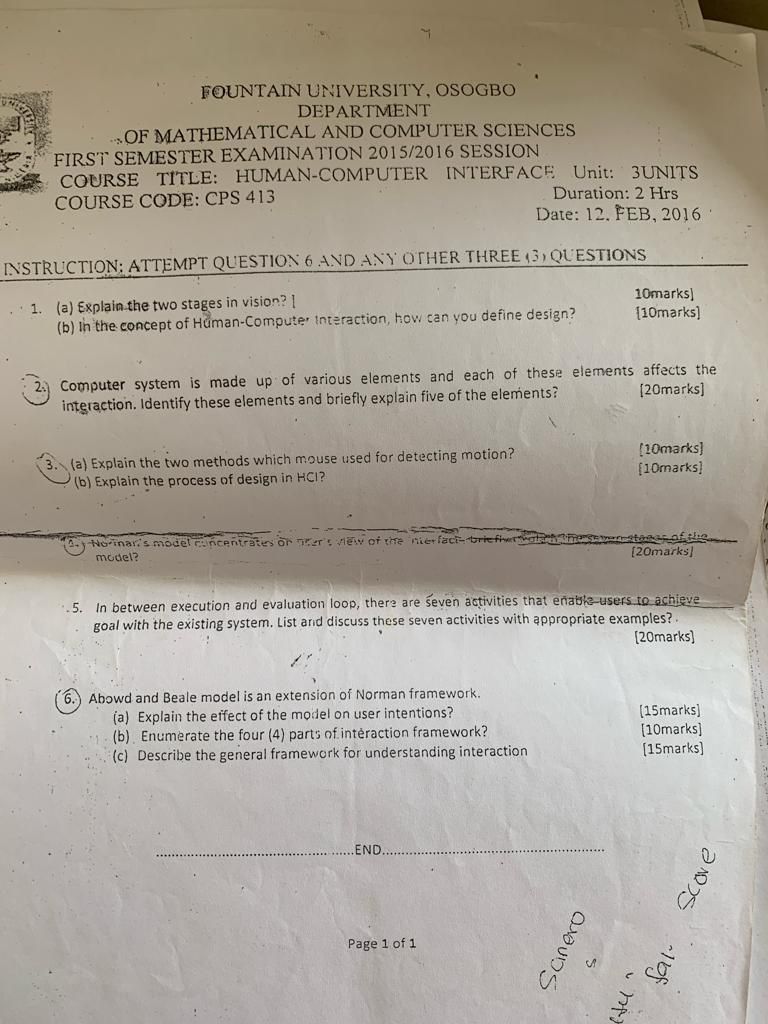 FOUNTAIN UNIVERSITY, OSOGBO
DEPARTMENT
OF MATHEMATICAL AND COMPUTER SCIENCES
FIRST SEMESTER EXAMINATION 2015/2016 SESSION
COURSE TITLE: HUMAN-COMPUTER INTERFACE Unit: 3UNITS
COURSE CODE: CPS 413 Duration: 2 Hrs
Date: 12. FEB, 2016
INSTRUCTION: ATTEMPT QUESTION 6 AND ANY OTHER THREE (3) QUESTIONS
1. (a) Explain the two stages in vision? 10marks]
(b) In the concept of Human-Computer Interaction, how can you define design? [10marks]
2. Computer system is made up of various elements and each of these elements affects the
interaction. Identify these elements and briefly explain five of the elements? [20marks]
3. (a) Explain the two methods which mouse used for detecting motion? [10marks]
(b) Explain the process of design in HCI? [10marks]
Norman's model concentrates on user's view of the interface briefly the seven stages of the
model? [20marks]
5. In between execution and evaluation loop, there are seven activities that enable users to achieve
goal with the existing system. List and discuss these seven activities with appropriate examples?
[20marks]
6. Abowd and Beale model is an extension of Norman framework.
(a) Explain the effect of the model on user intentions? [15marks]
(b) Enumerate the four (4) parts of interaction framework? [10marks]
(c) Describe the general framework for understanding interaction [15marks]
END
Page 1 of 1
Scinero
s
Score